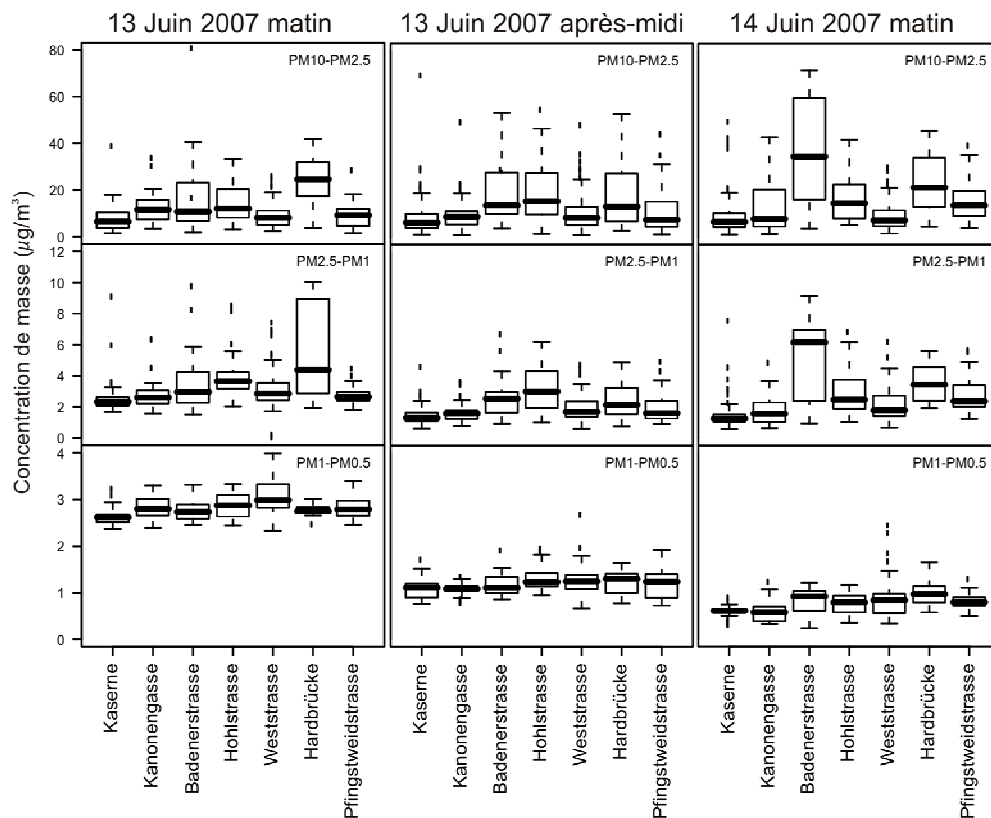 13 Juin 2007 matin
13 Juin 2007 après-midi
14 Juin 2007 matin
Concentration de masse (µg/m³)
80
60
40
20
0
PM10-PM2.5
PM10-PM2.5
PM10-PM2.5
12
10
8
6
4
2
0
PM2.5-PM1
PM2.5-PM1
PM2.5-PM1
4
3
2
1
0
PM1-PM0.5
PM1-PM0.5
PM1-PM0.5
Kaserne
Kanonengasse
Badenerstrasse
Hohlstrasse
Weststrasse
Hardbrücke
Pfingstweidstrasse
Kaserne
Kanonengasse
Badenerstrasse
Hohlstrasse
Weststrasse
Hardbrücke
Pfingstweidstrasse
Kaserne
Kanonengasse
Badenerstrasse
Hohlstrasse
Weststrasse
Hardbrücke
Pfingstweidstrasse